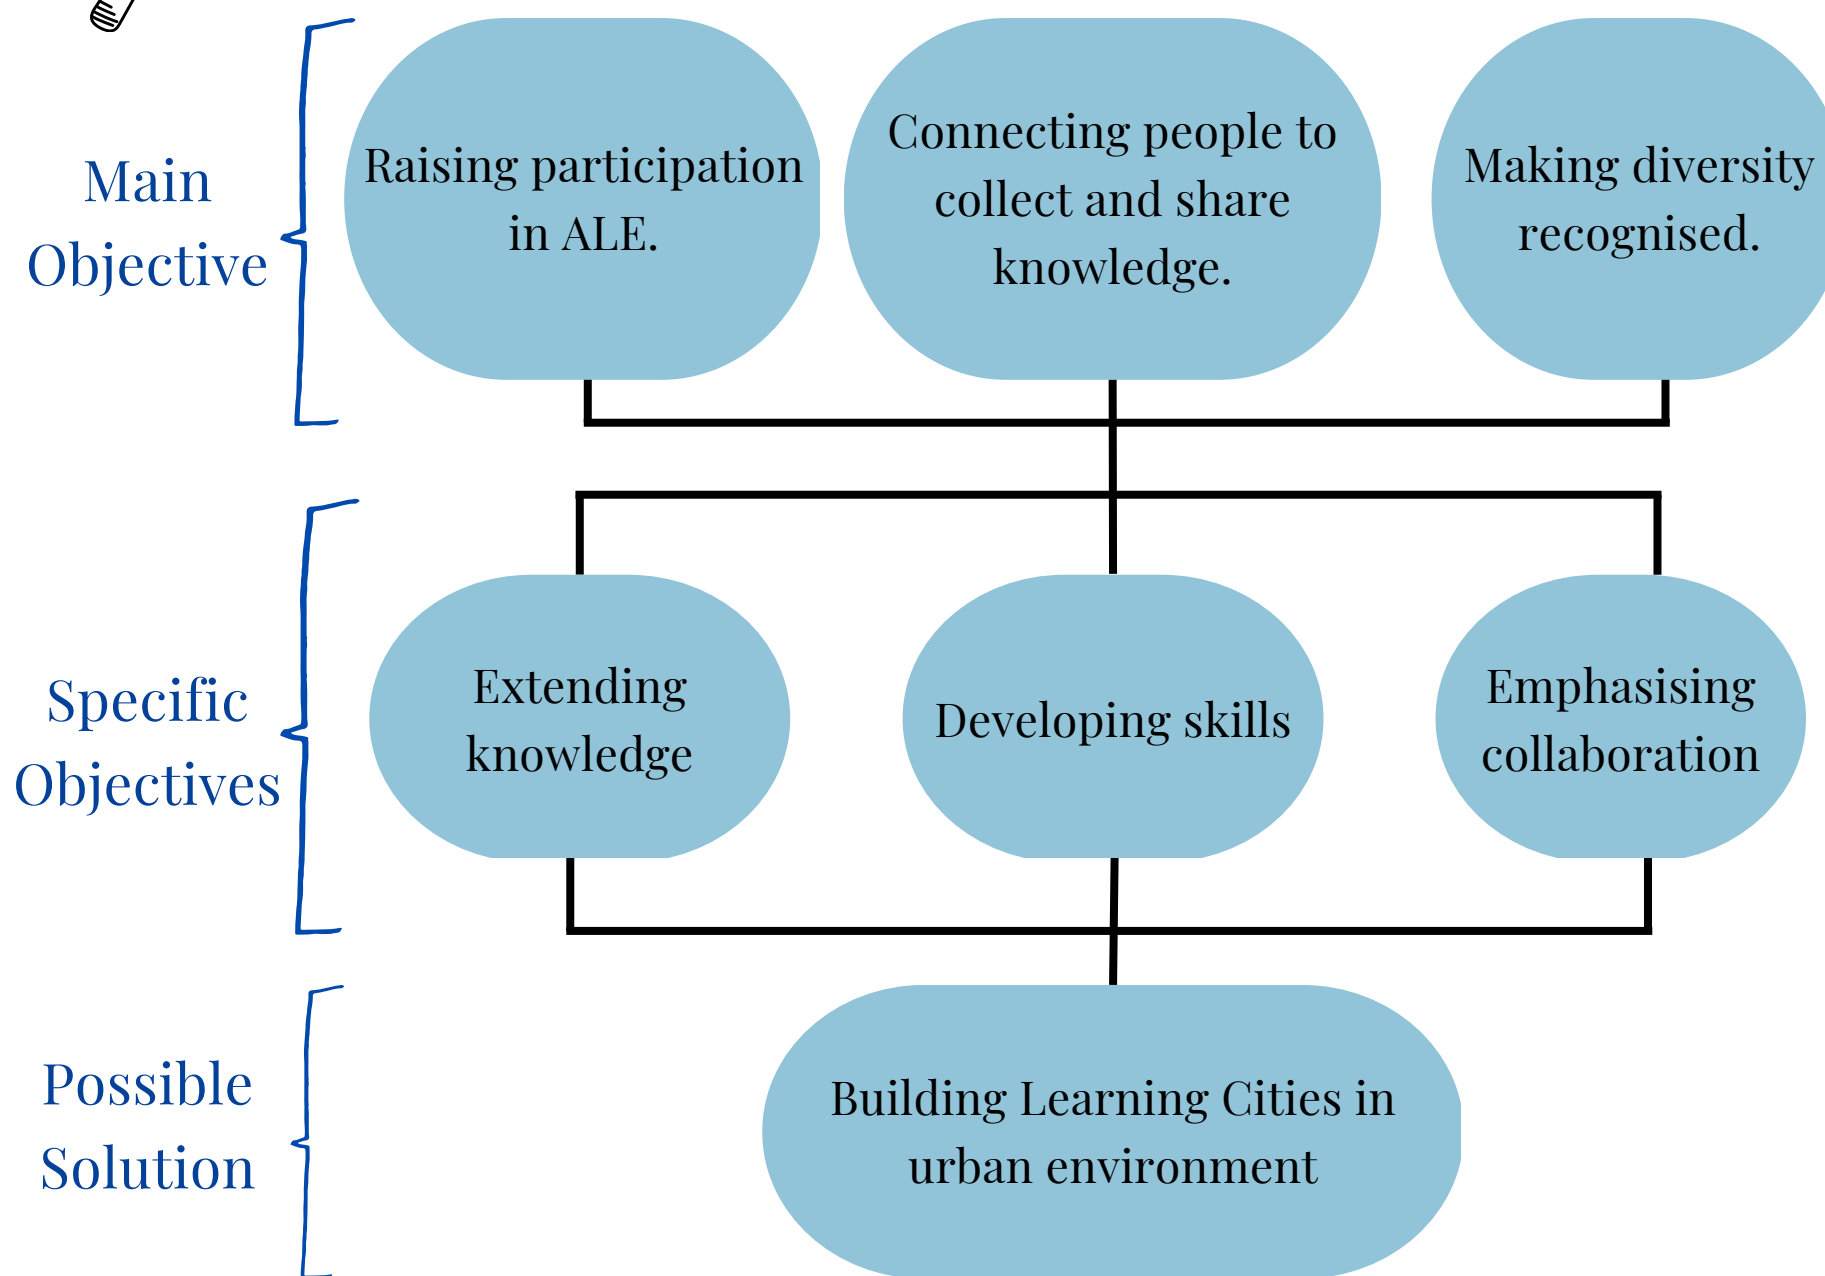 Main
Objective
Raising participation
in ALE.
Connecting people to
collect and share
knowledge.
Making diversity
recognised.
Specific
Objectives
Extending
knowledge
Developing skills
Emphasising
collaboration
Possible
Solution
Building Learning Cities in
urban environment